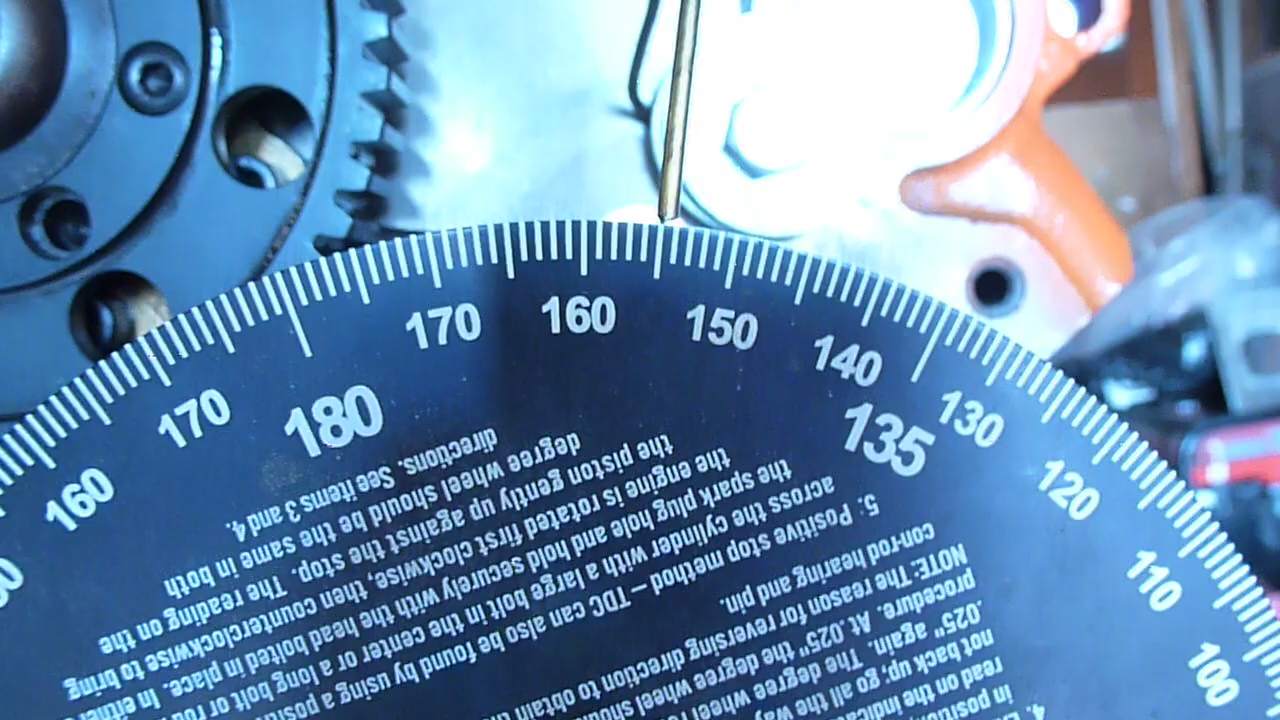 160
170
180
170
160
150
140
135
130
120
110
100
4.
in position,
read on the
not back up, go all the way
.025" again. The degree wheel
procedure. At .025" the degree wheel
NOTE: The reason for reversing direction to obtain
con-rod bearing and pin.
5: Positive stop method – TDC can also be found by using a
across the cylinder with a large bolt in the center or a long bolt or
the spark plug hole and hold securely with the head bolted in place. In
the engine is rotated first clockwise, then counterclockwise to bring
the piston gently up against the stop. The reading on the
degree wheel should be the same in both
directions. See items 3 and 4.